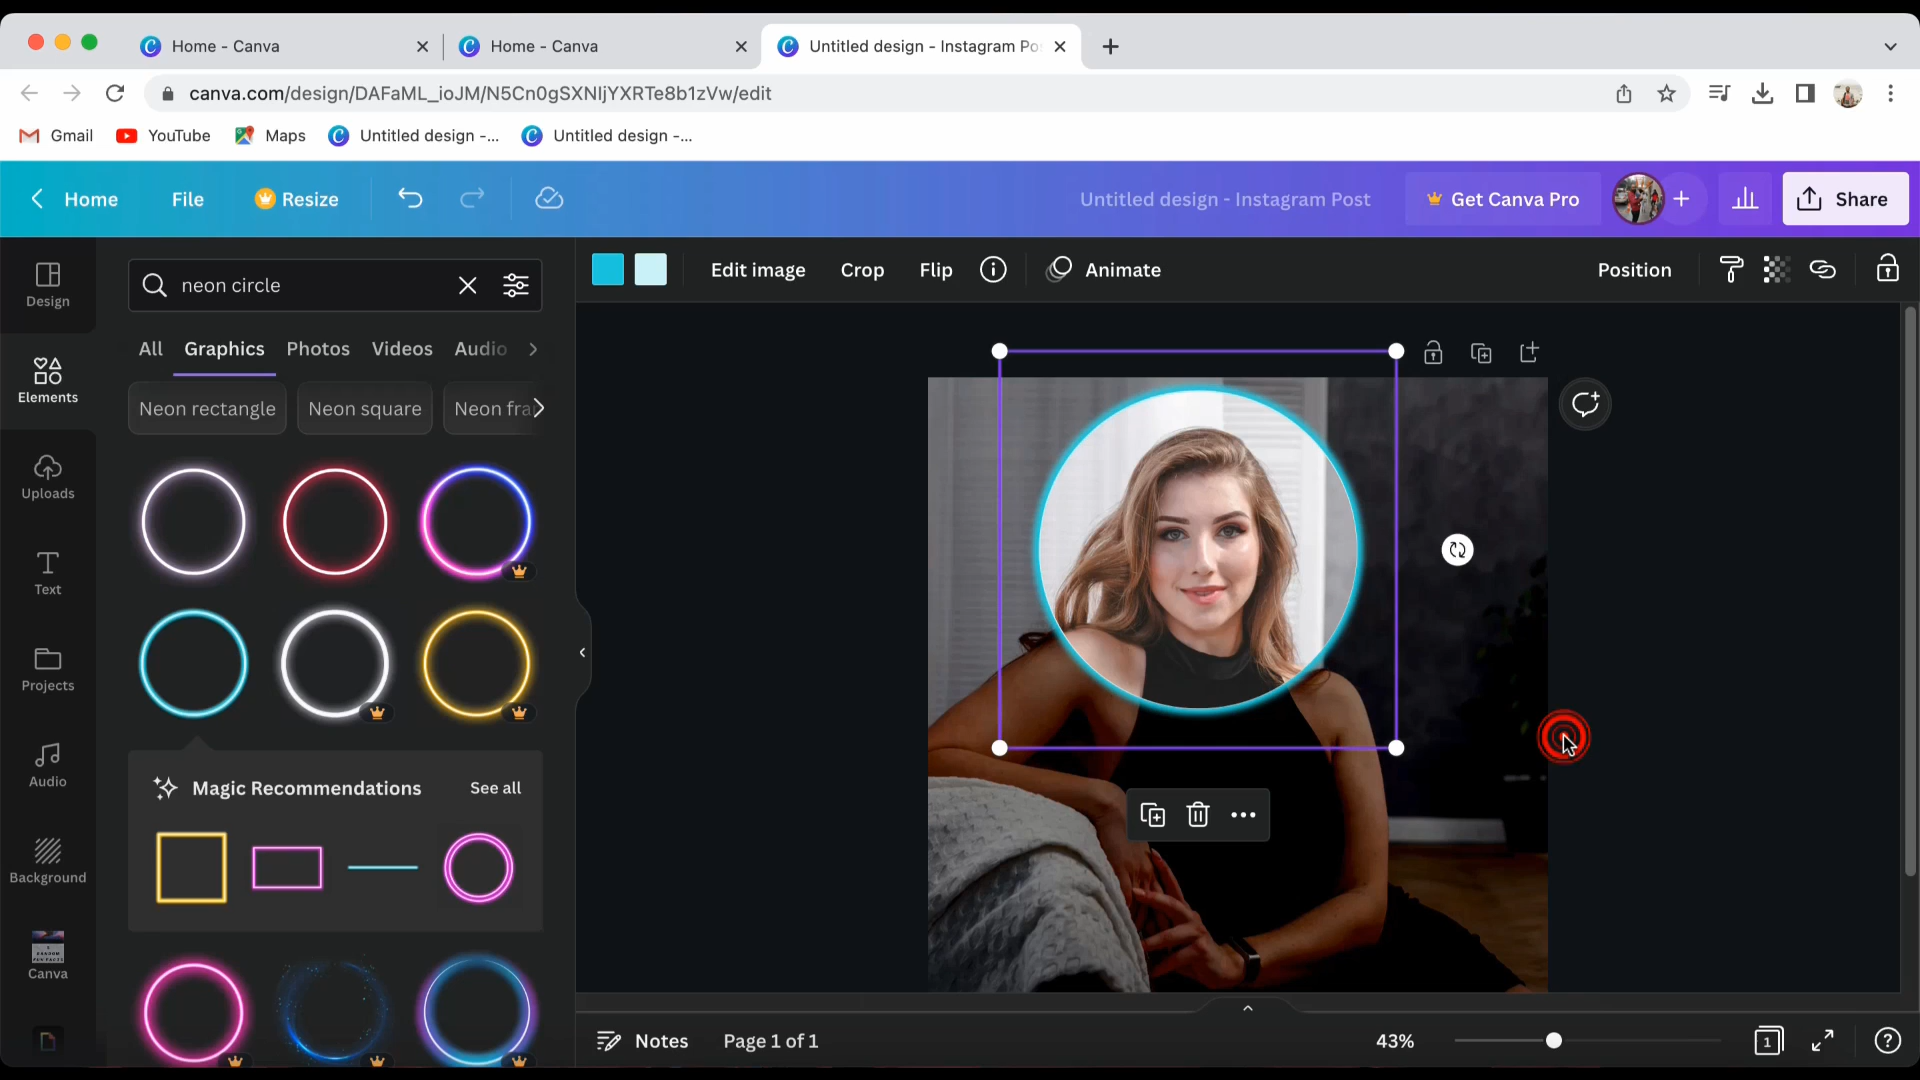 Home - Canva
Home - Canva
Untitled design - Instagram Po
canva.com/design/DAFaML_ioJM/N5Cn0gSXNIjYXRTe8b1zVw/edit
Gmail
YouTube
Maps
Untitled design -...
Untitled design -...
Home
File
Resize
Untitled design - Instagram Post
Get Canva Pro
Share
neon circle
Edit image
Crop
Flip
Animate
Position
Design
Elements
Uploads
Text
Projects
Audio
Background
Canva
All
Graphics
Photos
Videos
Audio
Neon rectangle
Neon square
Neon fra
Magic Recommendations
See all
Notes
Page 1 of 1
43%
1